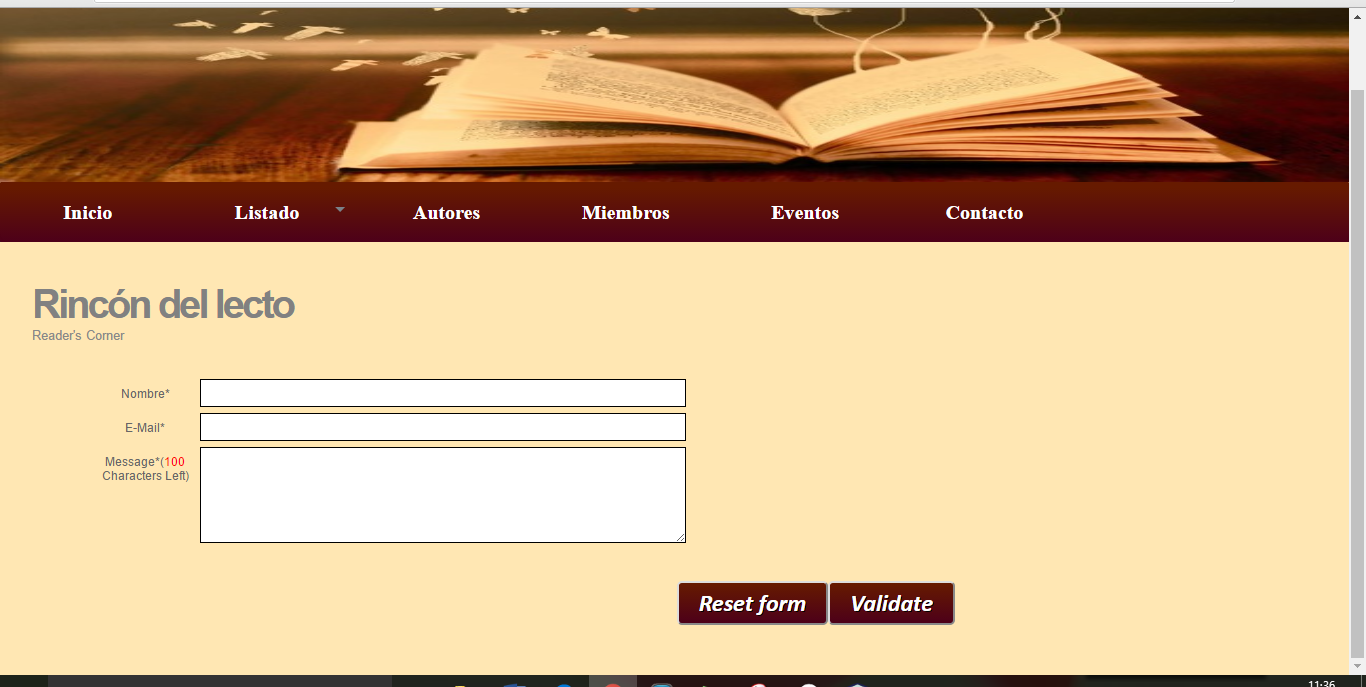 Inicio Listado Autores Miembros Eventos Contacto
Rincón del lecto
Reader's Corner
Nombre*
E-Mail*
Message*(100
Characters Left)
Reset form Validate
11:36